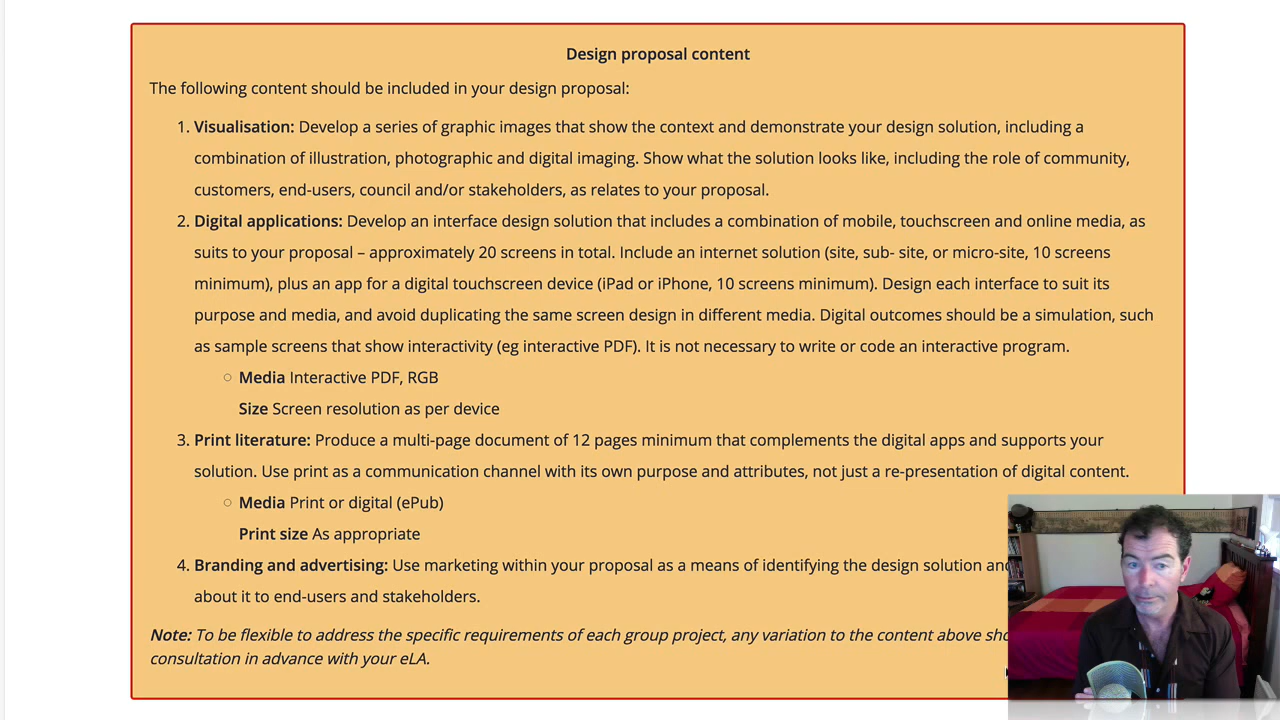 Design proposal content
The following content should be included in your design proposal:
1. Visualisation: Develop a series of graphic images that show the context and demonstrate your design solution, including a
combination of illustration, photographic and digital imaging. Show what the solution looks like, including the role of community,
customers, end-users, council and/or stakeholders, as relates to your proposal.
2. Digital applications: Develop an interface design solution that includes a combination of mobile, touchscreen and online media, as
suits to your proposal – approximately 20 screens in total. Include an internet solution (site, sub- site, or micro-site, 10 screens
minimum), plus an app for a digital touchscreen device (iPad or iPhone, 10 screens minimum). Design each interface to suit its
purpose and media, and avoid duplicating the same screen design in different media. Digital outcomes should be a simulation, such
as sample screens that show interactivity (eg interactive PDF). It is not necessary to write or code an interactive program.
○ Media Interactive PDF, RGB
Size Screen resolution as per device
3. Print literature: Produce a multi-page document of 12 pages minimum that complements the digital apps and supports your
solution. Use print as a communication channel with its own purpose and attributes, not just a re-presentation of digital content.
○ Media Print or digital (ePub)
Print size As appropriate
4. Branding and advertising: Use marketing within your proposal as a means of identifying the design solution
about it to end-users and stakeholders.
Note: To be flexible to address the specific requirements of each group project, any variation to the content above
consultation in advance with your eLA.